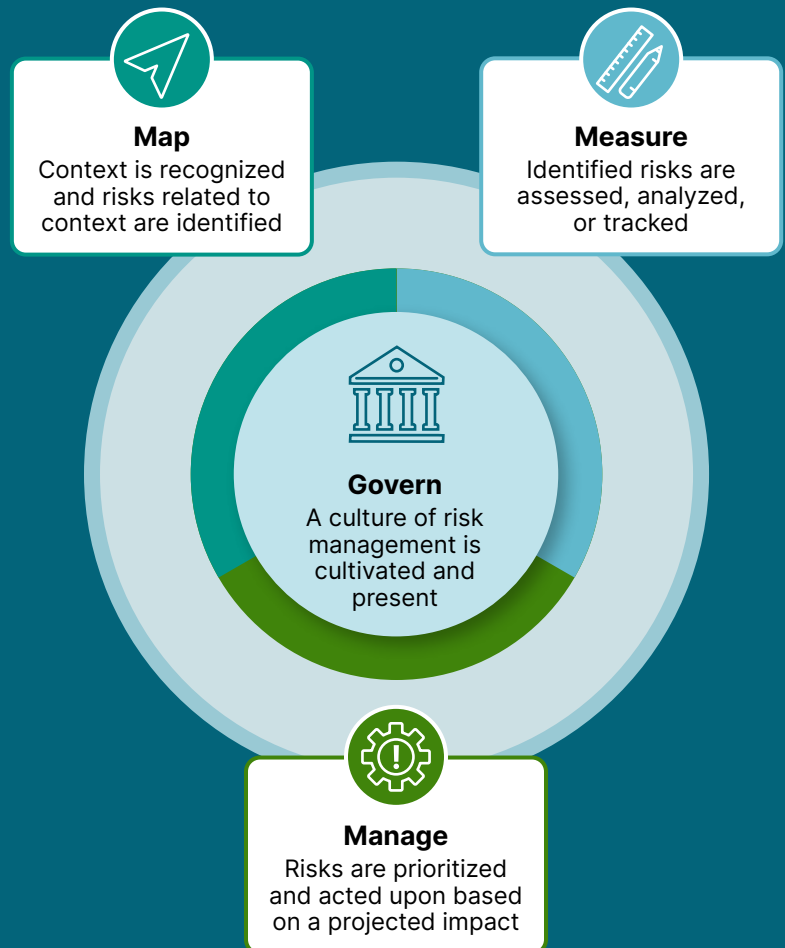 Map
Context is recognized
and risks related to
context are identified
Measure
Identified risks are
assessed, analyzed,
or tracked
Govern
A culture of risk
management is
cultivated and
present
Manage
Risks are prioritized
and acted upon based
on a projected impact